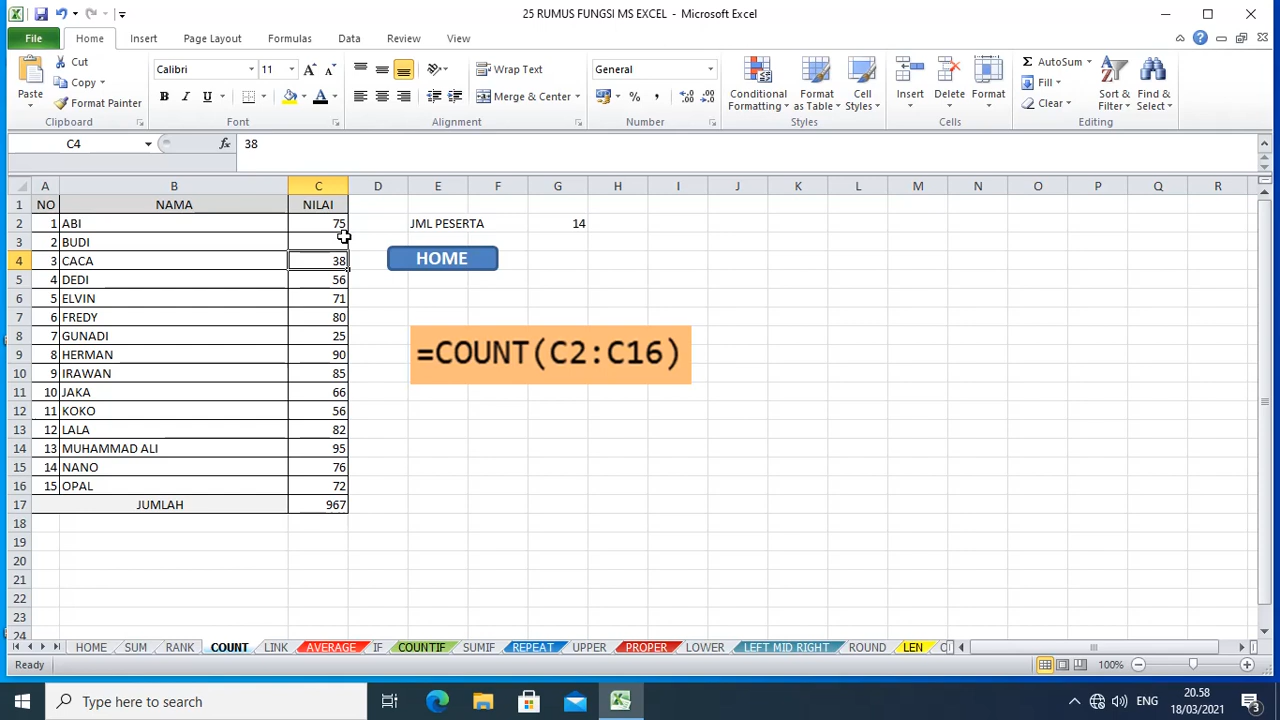 25 RUMUS FUNGSI MS EXCEL - Microsoft Excel
File Home Insert Page Layout Formulas Data Review View
Paste
Cut
Copy
Format Painter
Clipboard
Calibri 11
B I U
Font
Wrap Text
Merge & Center
Alignment
General
Number
Conditional Formatting
Format as Table
Cell Styles
Styles
Insert Delete Format
Cells
AutoSum
Fill
Clear
Sort & Filter
Find & Select
Editing
C4 fx 38
A B C D E F G H I J K L M N O P Q R
1 NO NAMA NILAI
2 1 ABI 75 JML PESERTA 14
3 2 BUDI
4 3 CACA 38
HOME
5 4 DEDI 56
6 5 ELVIN 71
7 6 FREDY 80
8 7 GUNADI 25
9 8 HERMAN 90
=COUNT(C2:C16)
10 9 IRAWAN 85
11 10 JAKA 66
12 11 KOKO 56
13 12 LALA 82
14 13 MUHAMMAD ALI 95
15 14 NANO 76
16 15 OPAL 72
17 JUMLAH 967
18
19
20
21
22
23
24
HOME SUM RANK COUNT LINK AVERAGE IF COUNTIF SUMIF REPEAT UPPER PROPER LOWER LEFT MID RIGHT ROUND LEN
Ready 100%
Type here to search
ENG
20.58
18/03/2021
3